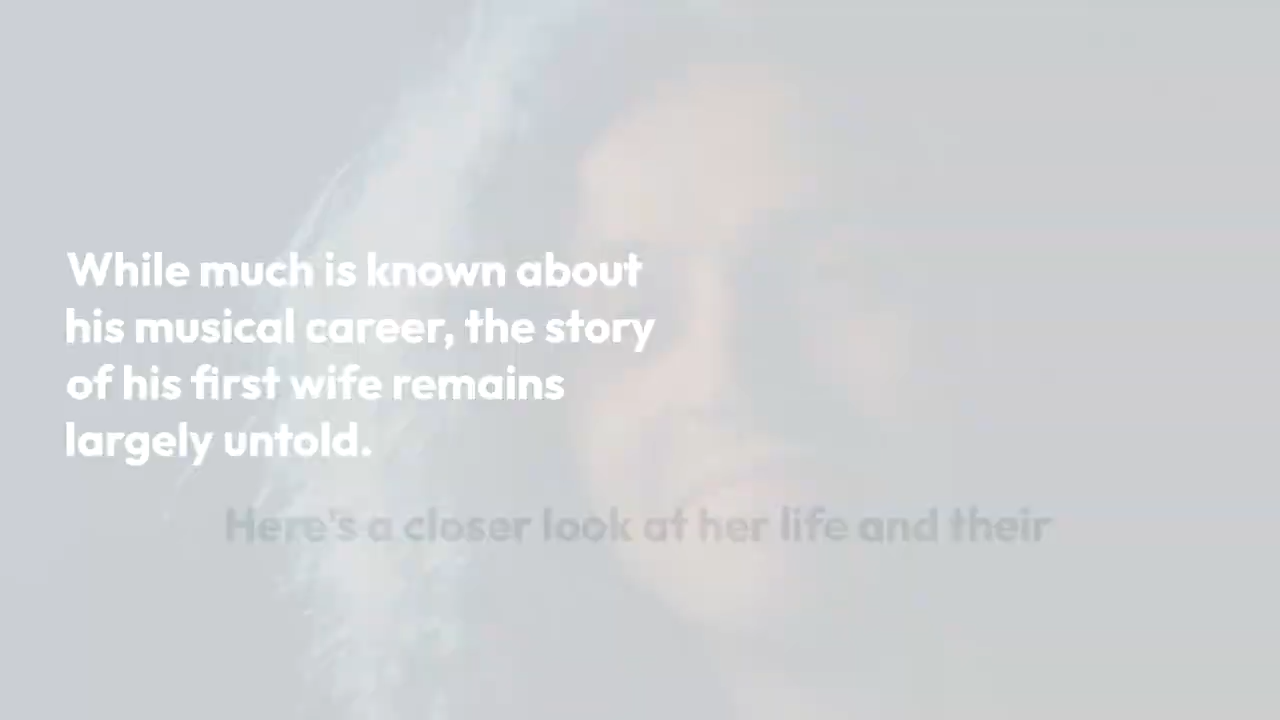 While much is known about
his musical career, the story
of his first wife remains
largely untold.
Here's a closer look at her life and their